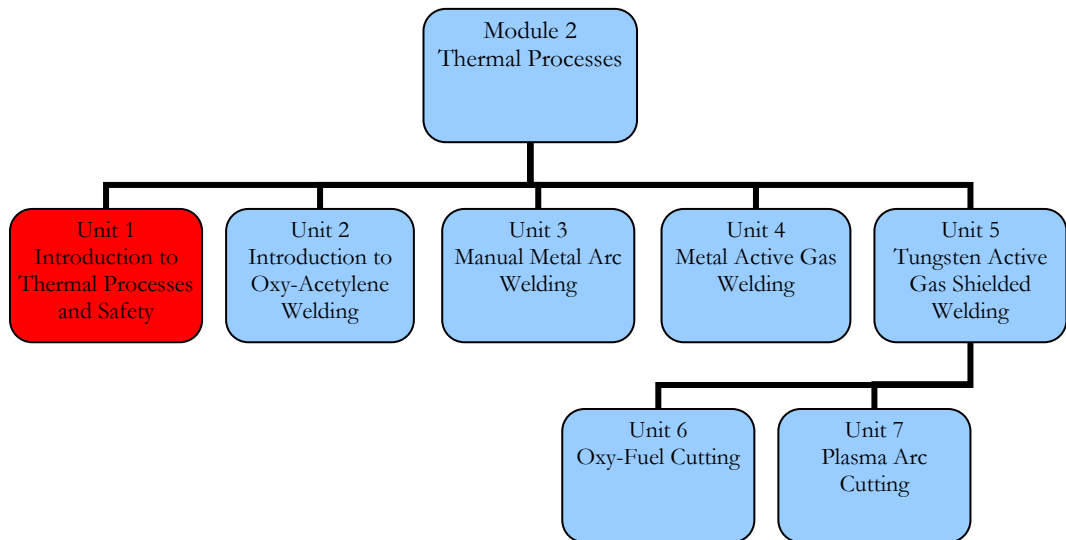 Module 2
Thermal Processes
Unit 1
Introduction to
Thermal Processes
and Safety
Unit 2
Introduction to
Oxy-Acetylene
Welding
Unit 3
Manual Metal Arc
Welding
Unit 4
Metal Active Gas
Welding
Unit 5
Tungsten Active
Gas Shielded
Welding
Unit 6
Oxy-Fuel Cutting
Unit 7
Plasma Arc
Cutting